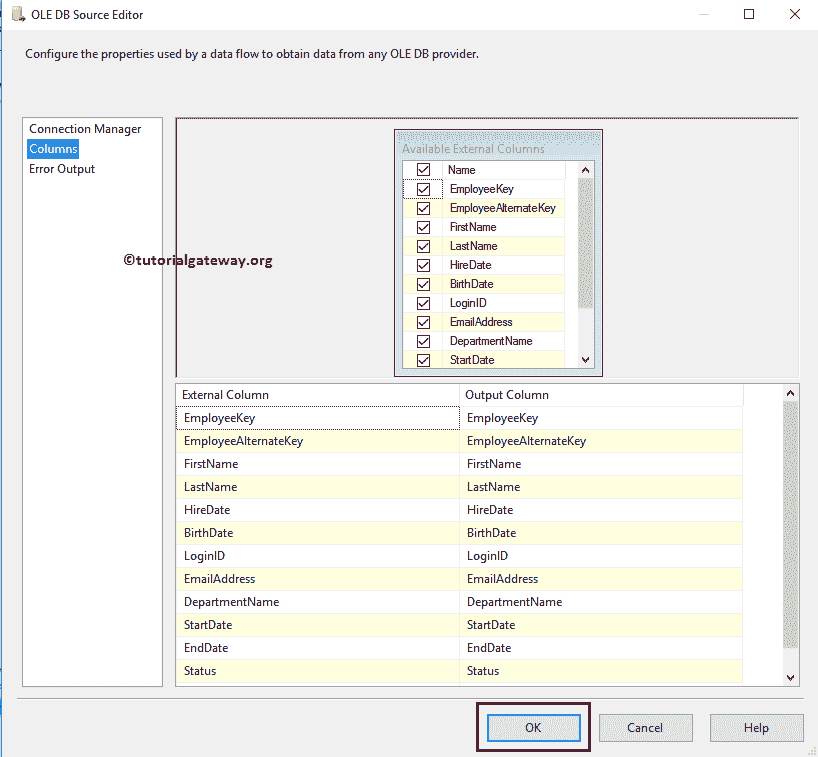 OLE DB Source Editor
Configure the properties used by a data flow to obtain data from any OLE DB provider.
Connection Manager
Columns
Error Output
©tutorialgateway.org
Available External Columns
Name
EmployeeKey
EmployeeAlternateKey
FirstName
LastName
HireDate
BirthDate
LoginID
EmailAddress
DepartmentName
StartDate
External Column Output Column
EmployeeKey EmployeeKey
EmployeeAlternateKey EmployeeAlternateKey
FirstName FirstName
LastName LastName
HireDate HireDate
BirthDate BirthDate
LoginID LoginID
EmailAddress EmailAddress
DepartmentName DepartmentName
StartDate StartDate
EndDate EndDate
Status Status
OK Cancel Help